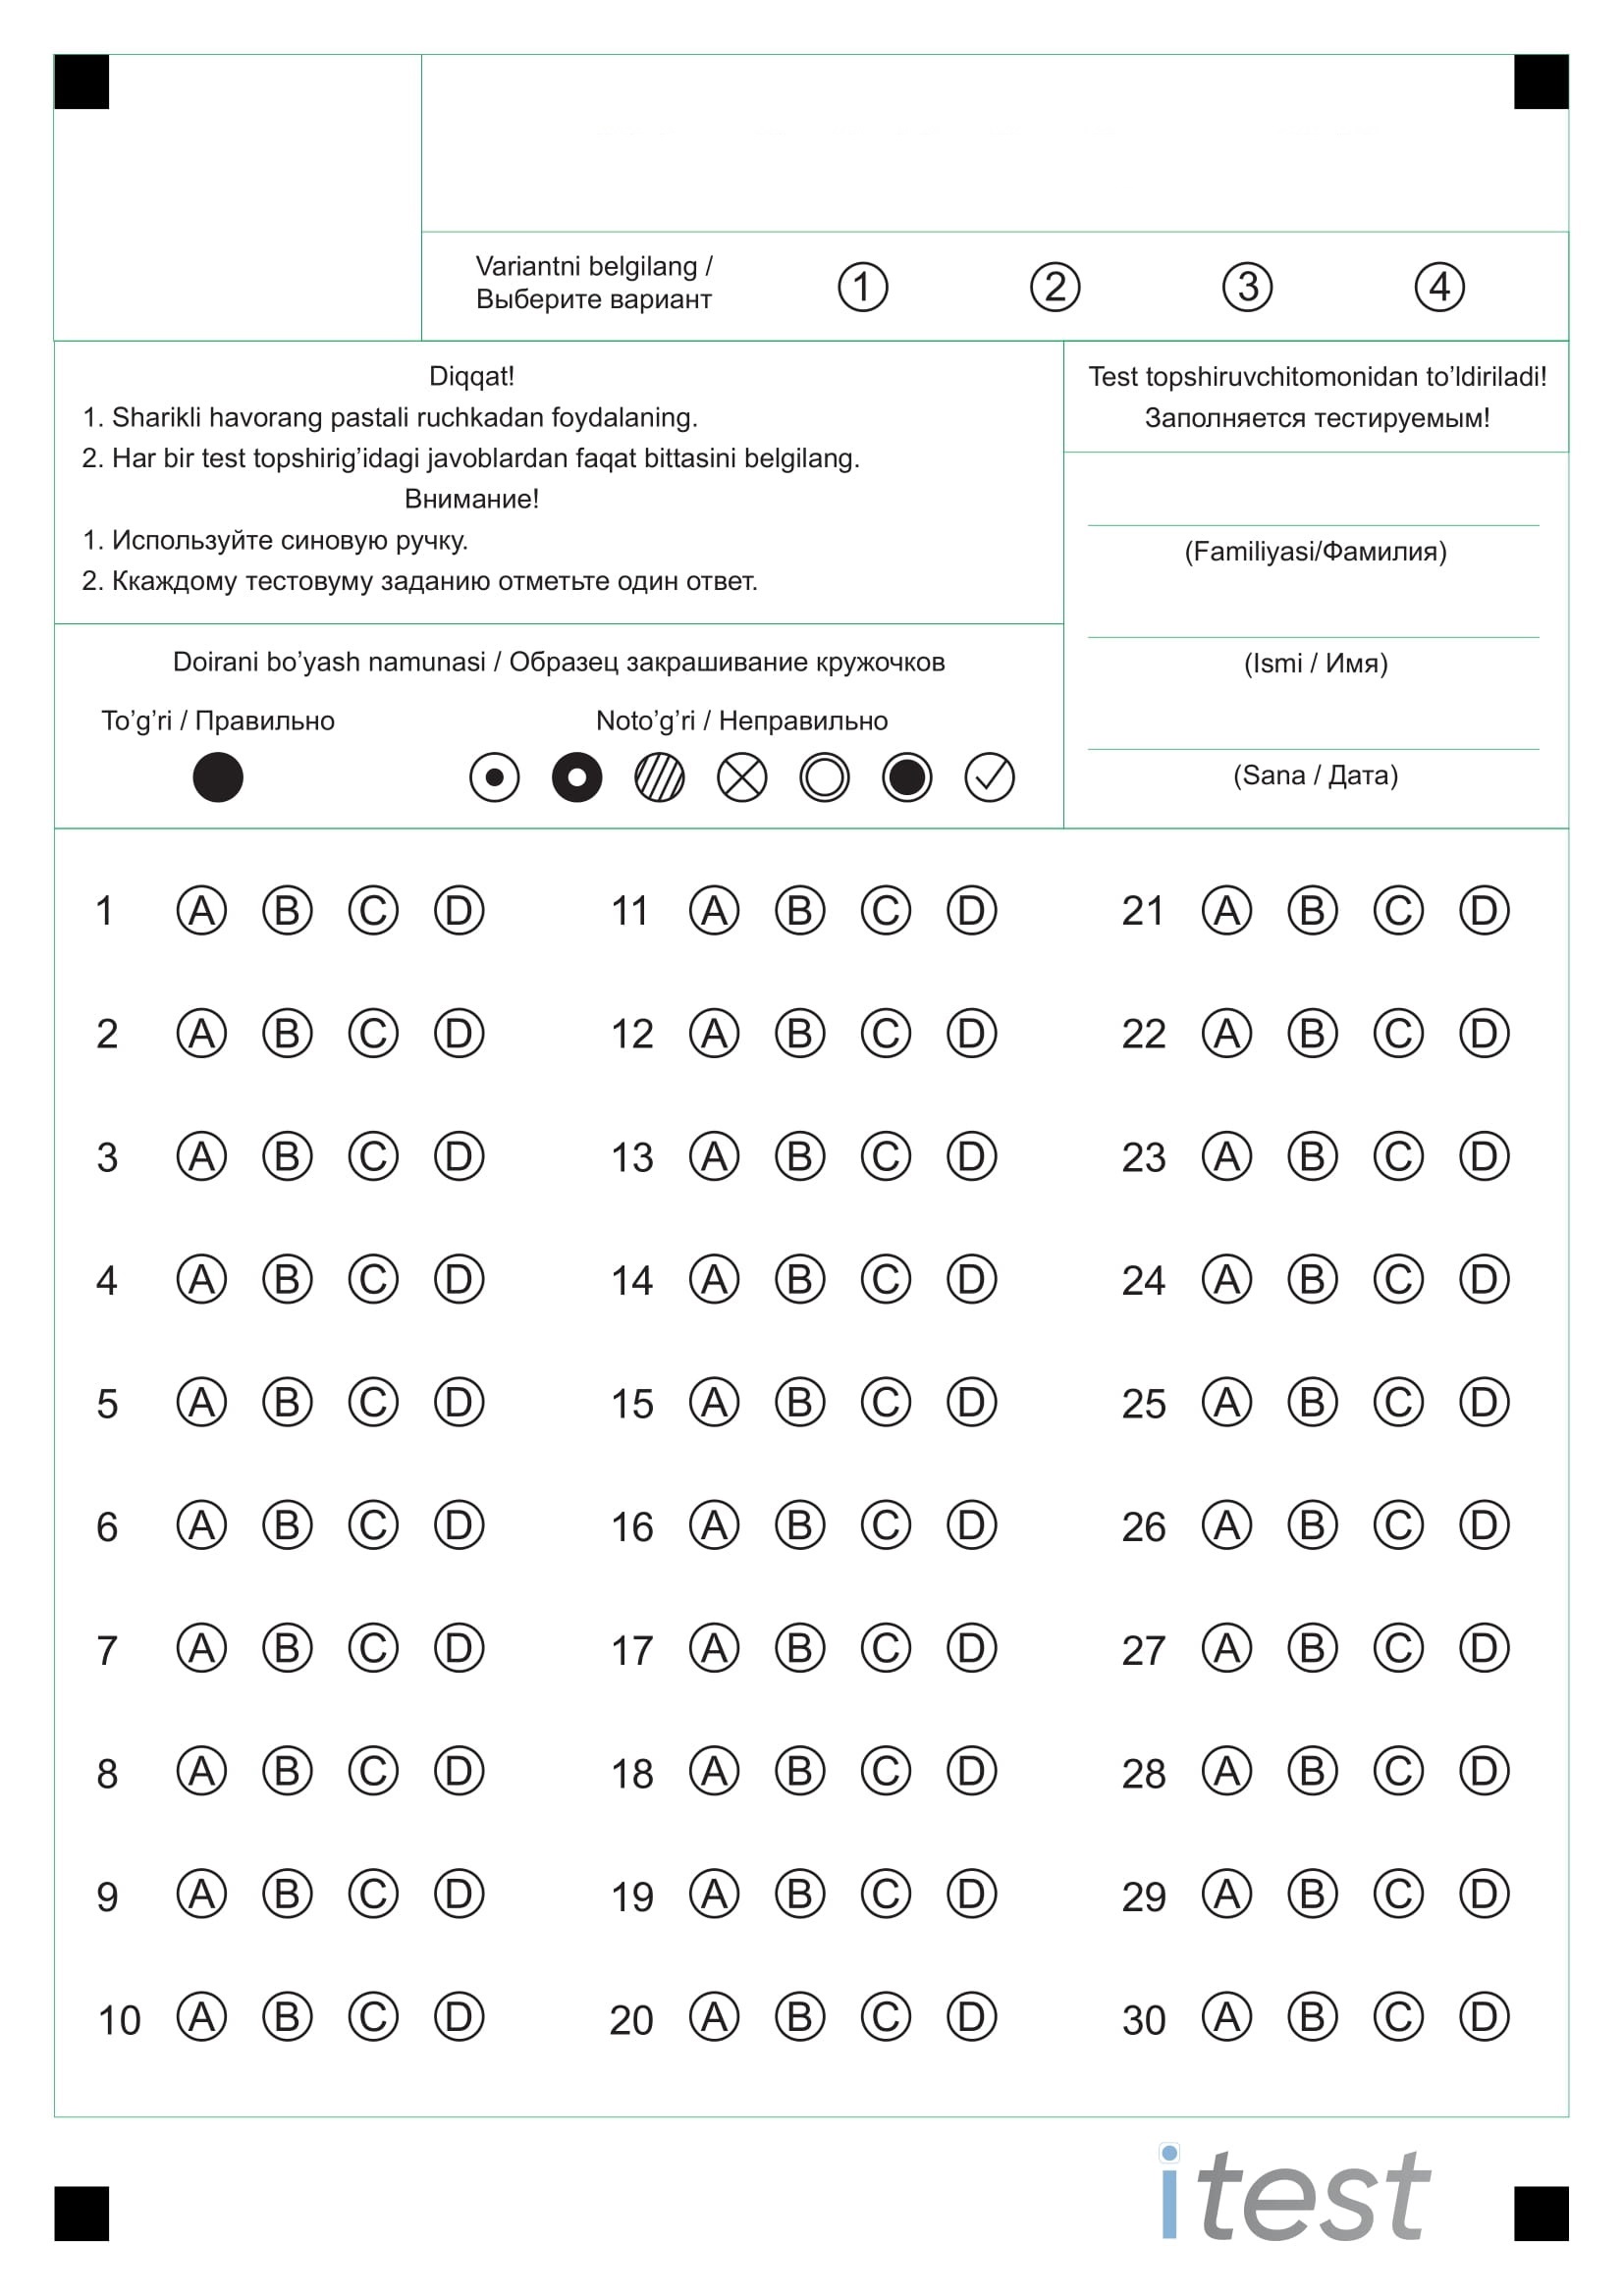 Variantni belgilang /
Выберите вариант
1 2 3 4
Diqqat!
1. Sharikli havorang pastali ruchkadan foydalaning.
2. Har bir test topshirig’idagi javoblardan faqat bittasini belgilang.
Внимание!
1. Используйте синовую ручку.
2. Ккаждому тестовуму заданию отметьте один ответ.
Test topshiruvchitomonidan to’ldiriladi!
Заполняется тестируемым!
(Familiyasi/Фамилия)
(Ismi / Имя)
(Sana / Дата)
Doirani bo’yash namunasi / Образец закрашивание кружочков
To’g’ri / Правильно
Noto’g’ri / Неправильно
1 A B C D
2 A B C D
3 A B C D
4 A B C D
5 A B C D
6 A B C D
7 A B C D
8 A B C D
9 A B C D
10 A B C D
11 A B C D
12 A B C D
13 A B C D
14 A B C D
15 A B C D
16 A B C D
17 A B C D
18 A B C D
19 A B C D
20 A B C D
21 A B C D
22 A B C D
23 A B C D
24 A B C D
25 A B C D
26 A B C D
27 A B C D
28 A B C D
29 A B C D
30 A B C D
itest